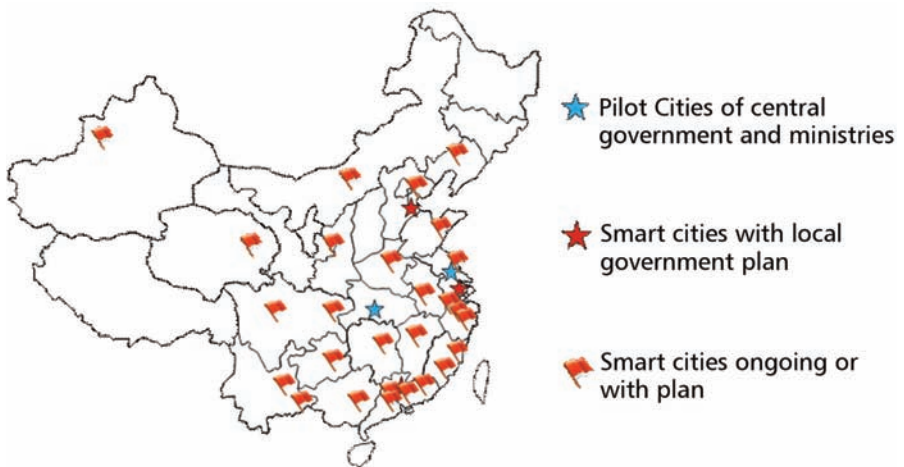 Pilot Cities of central
government and ministries
Smart cities with local
government plan
Smart cities ongoing or
with plan